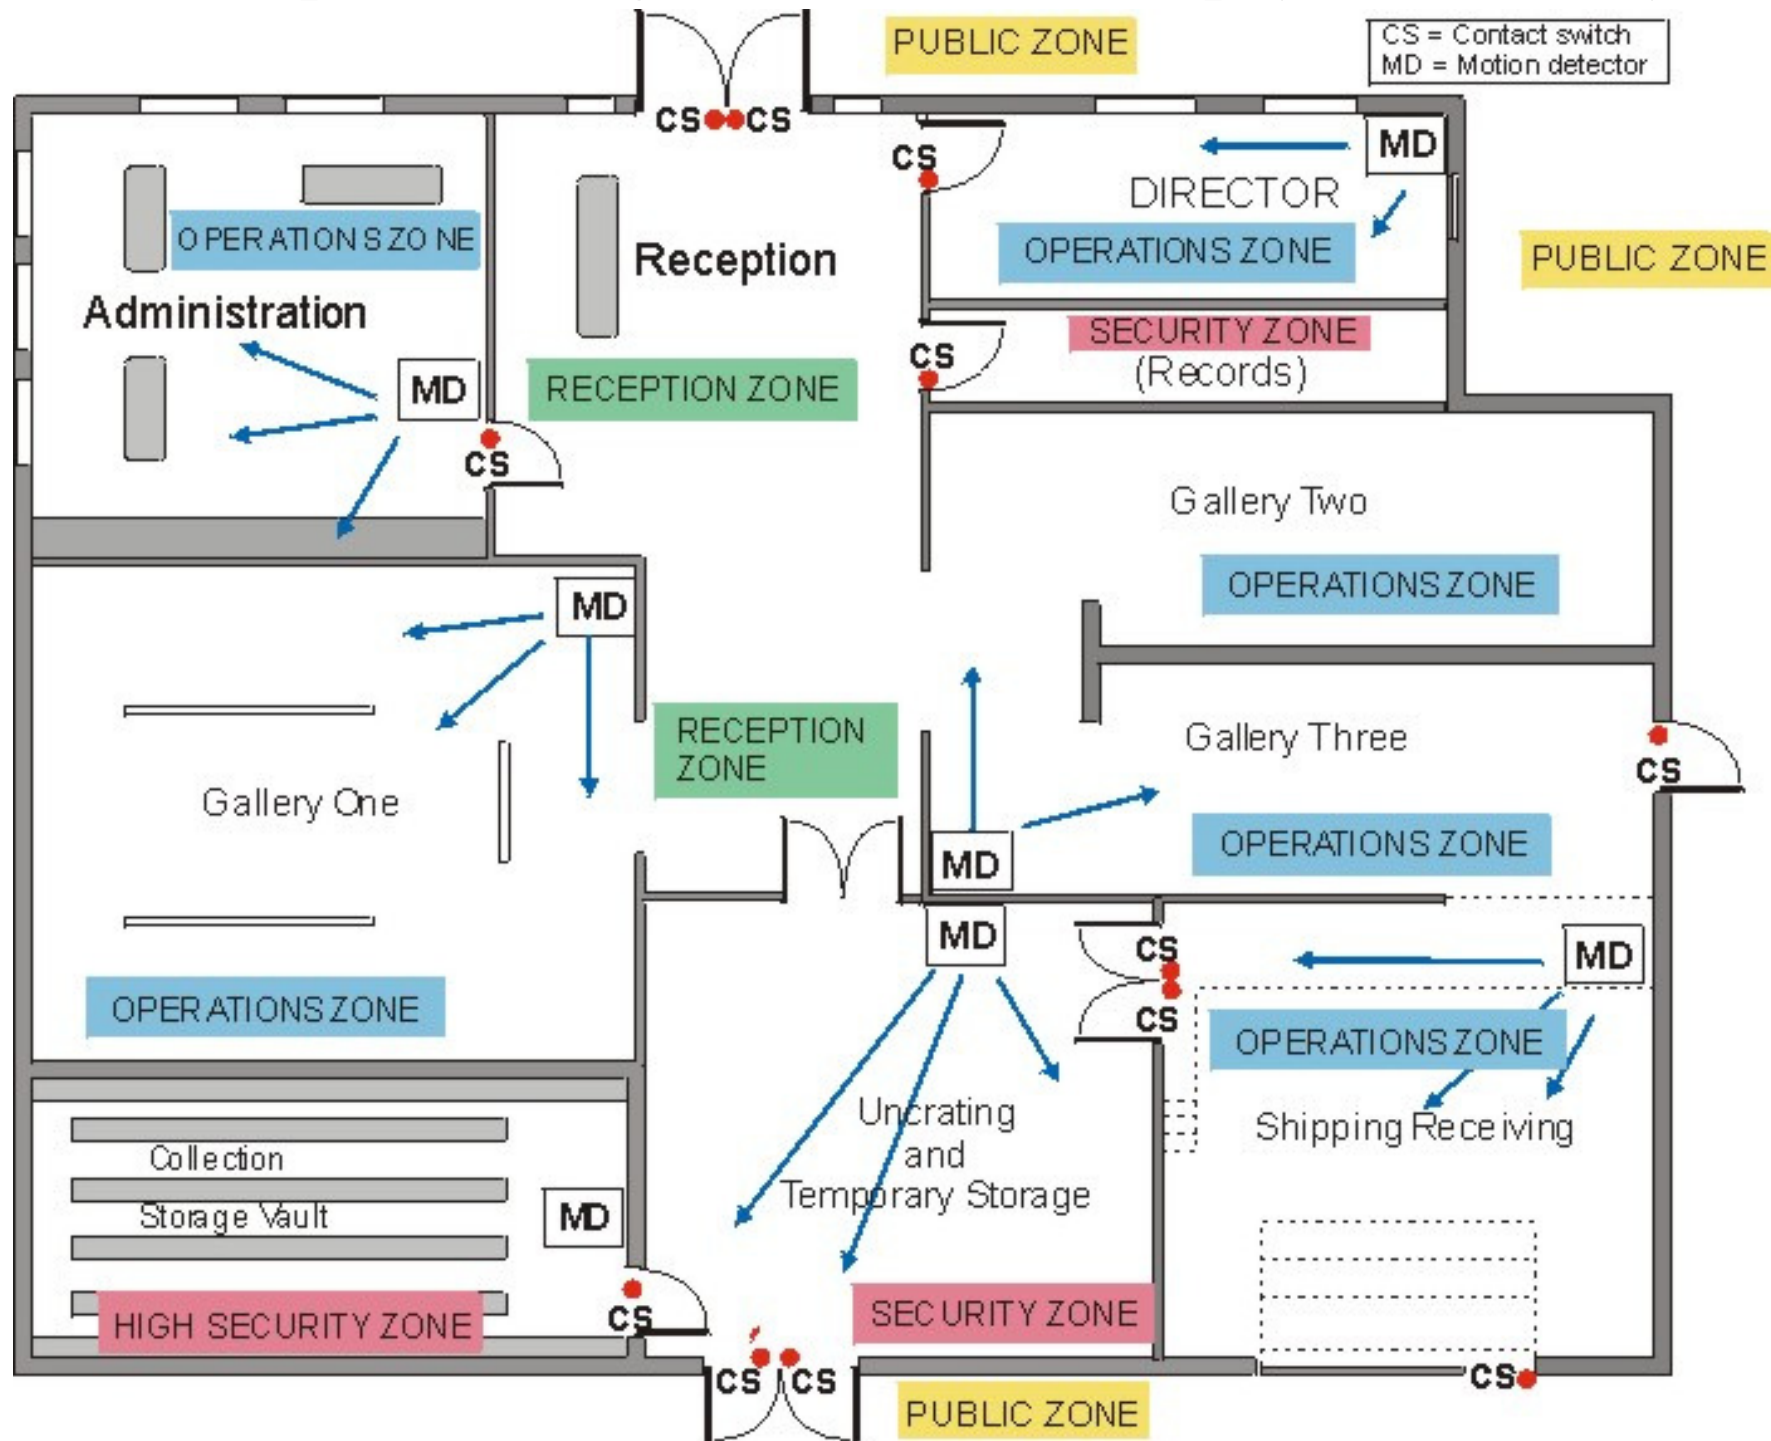 PUBLIC ZONE
CS = Contact switch
MD = Motion detector
CS CS
CS
MD
DIRECTOR
OPERATIONS ZONE
OPERATIONS ZONE
Reception
PUBLIC ZONE
Administration
SECURITY ZONE
(Records)
CS
MD
RECEPTION ZONE
CS
Gallery Two
OPERATIONS ZONE
MD
RECEPTION
ZONE
Gallery Three
CS
Gallery One
OPERATIONS ZONE
MD
MD
CS
MD
OPERATIONS ZONE
CS
OPERATIONS ZONE
Uncrating
and
Temporary Storage
Shipping Receiving
Collection
Storage Vault
MD
HIGH SECURITY ZONE
CS
SECURITY ZONE
CS CS
CS
PUBLIC ZONE